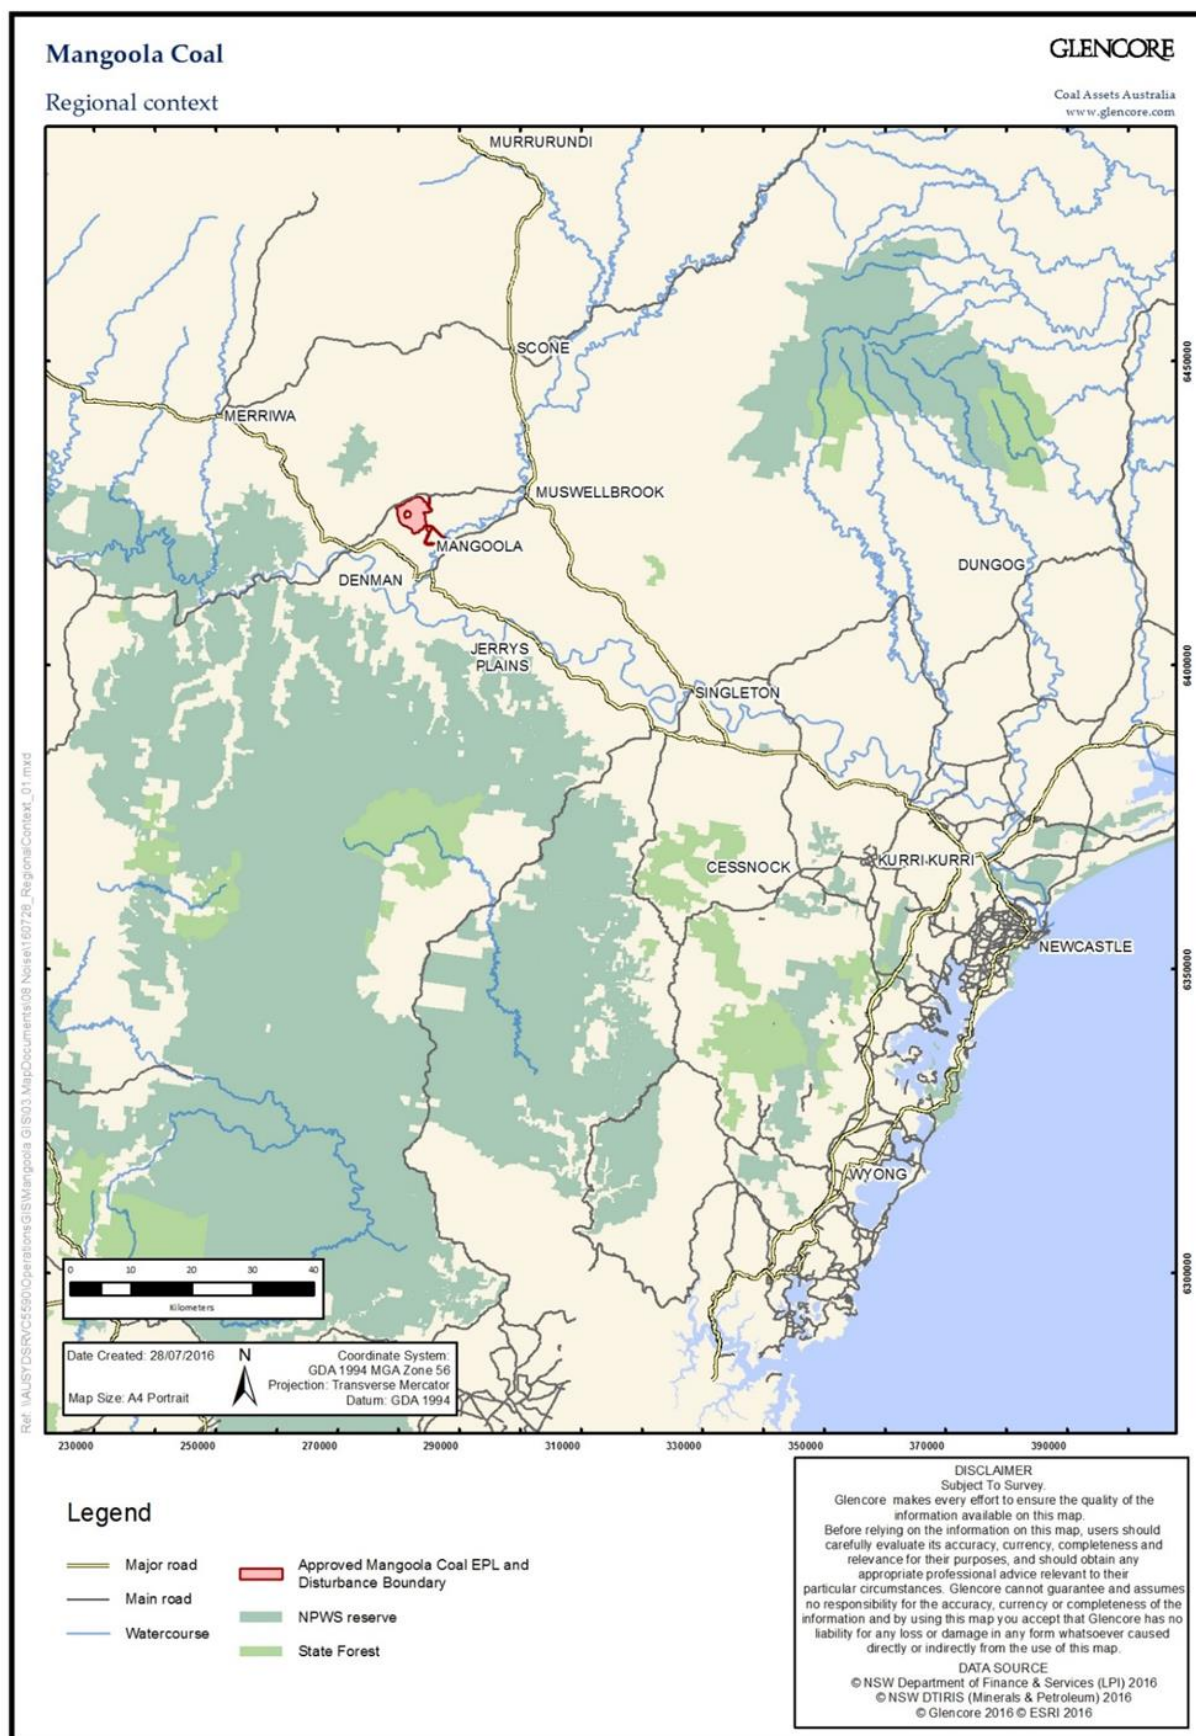 Mangoola Coal
GLENCORE
Regional context
Coal Assets Australia
www.glencore.com
MURRURUNDI
SCONE
6450000
MERRIWA
MUSWELLBROOK
MANGOOLA
DENMAN
DUNGOG
JERRYS
PLAINS
6400000
SINGLETON
CESSNOCK
KURRI KURRI
NEWCASTLE
6350000
WYONG
6300000
0 10 20 30 40
Kilometers
Date Created: 28/07/2016
Map Size: A4 Portrait
N
Coordinate System:
GDA 1994 MGA Zone 56
Projection: Transverse Mercator
Datum: GDA 1994
230000 250000 270000 290000 310000 330000 350000 370000 390000
Legend
Major road
Main road
Watercourse
Approved Mangoola Coal EPL and
Disturbance Boundary
NPWS reserve
State Forest
DISCLAIMER
Subject To Survey.
Glencore makes every effort to ensure the quality of the
information available on this map.
Before relying on the information on this map, users should
carefully evaluate its accuracy, currency, completeness and
relevance for their purposes, and should obtain any
appropriate professional advice relevant to their
particular circumstances. Glencore cannot guarantee and assumes
no responsibility for the accuracy, currency or completeness of the
information and by using this map you accept that Glencore has no
liability for any loss or damage in any form whatsoever caused
directly or indirectly from the use of this map.
DATA SOURCE
© NSW Department of Finance & Services (LPI) 2016
© NSW DTIRIS (Minerals & Petroleum) 2016
© Glencore 2016 © ESRI 2016